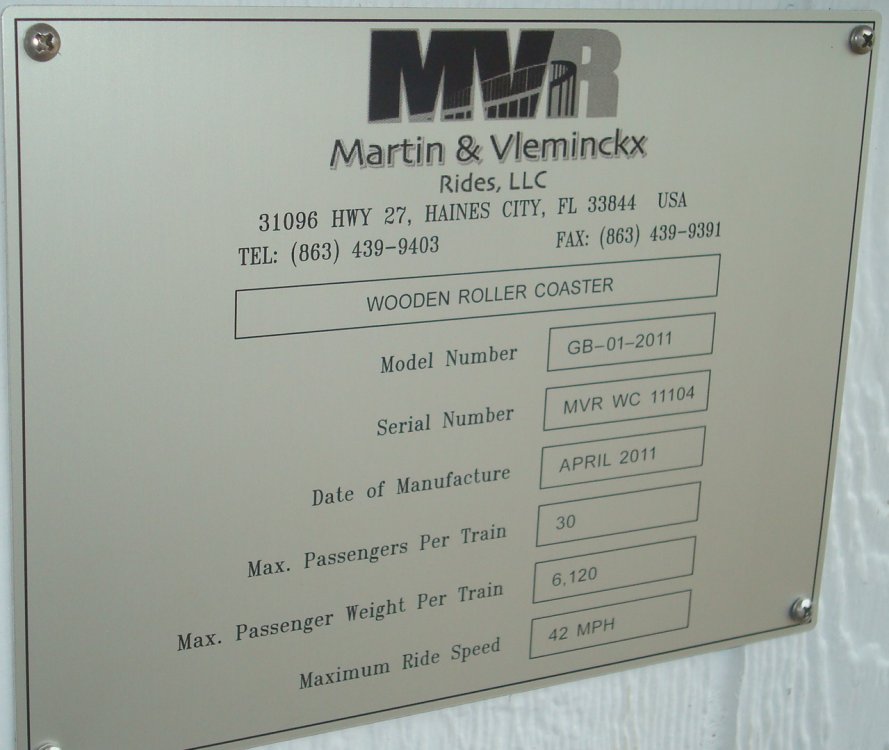 MVR
Martin & Vleminckx
Rides, LLC
31096 HWY 27, HAINES CITY, FL 33844 USA
TEL: (863) 439-9403 FAX: (863) 439-9391
WOODEN ROLLER COASTER
Model Number GB-01-2011
Serial Number MVR WC 11104
Date of Manufacture APRIL 2011
Max. Passengers Per Train 30
Max. Passenger Weight Per Train 6,120
Maximum Ride Speed 42 MPH